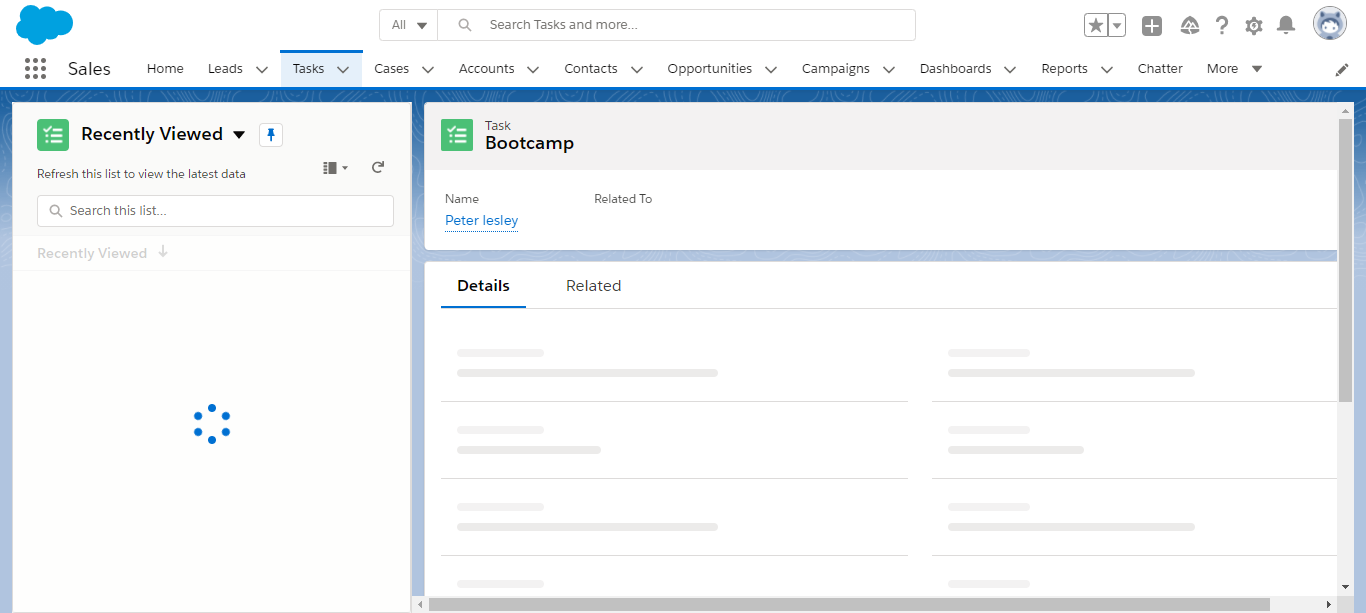 All
Search Tasks and more...
Sales
Home
Leads
Tasks
Cases
Accounts
Contacts
Opportunities
Campaigns
Dashboards
Reports
Chatter
More
Recently Viewed
Refresh this list to view the latest data
Search this list...
Recently Viewed
Task
Bootcamp
Name
Related To
Peter lesley
Details
Related